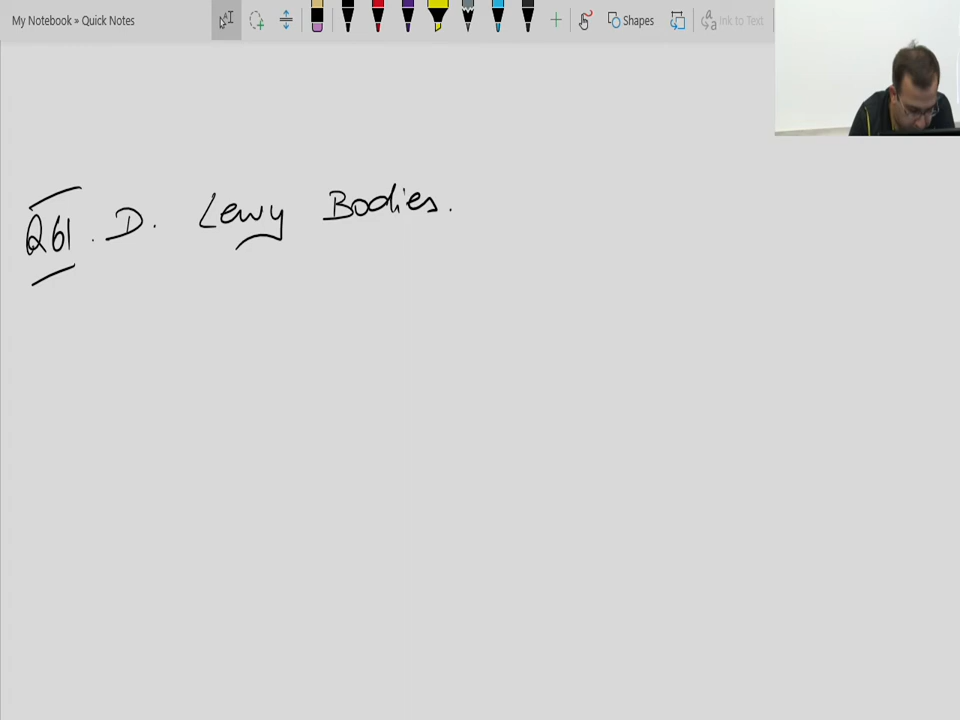 My Notebook » Quick Notes
Shapes
Ink to Text
Q61. D. Lewy Bodies.